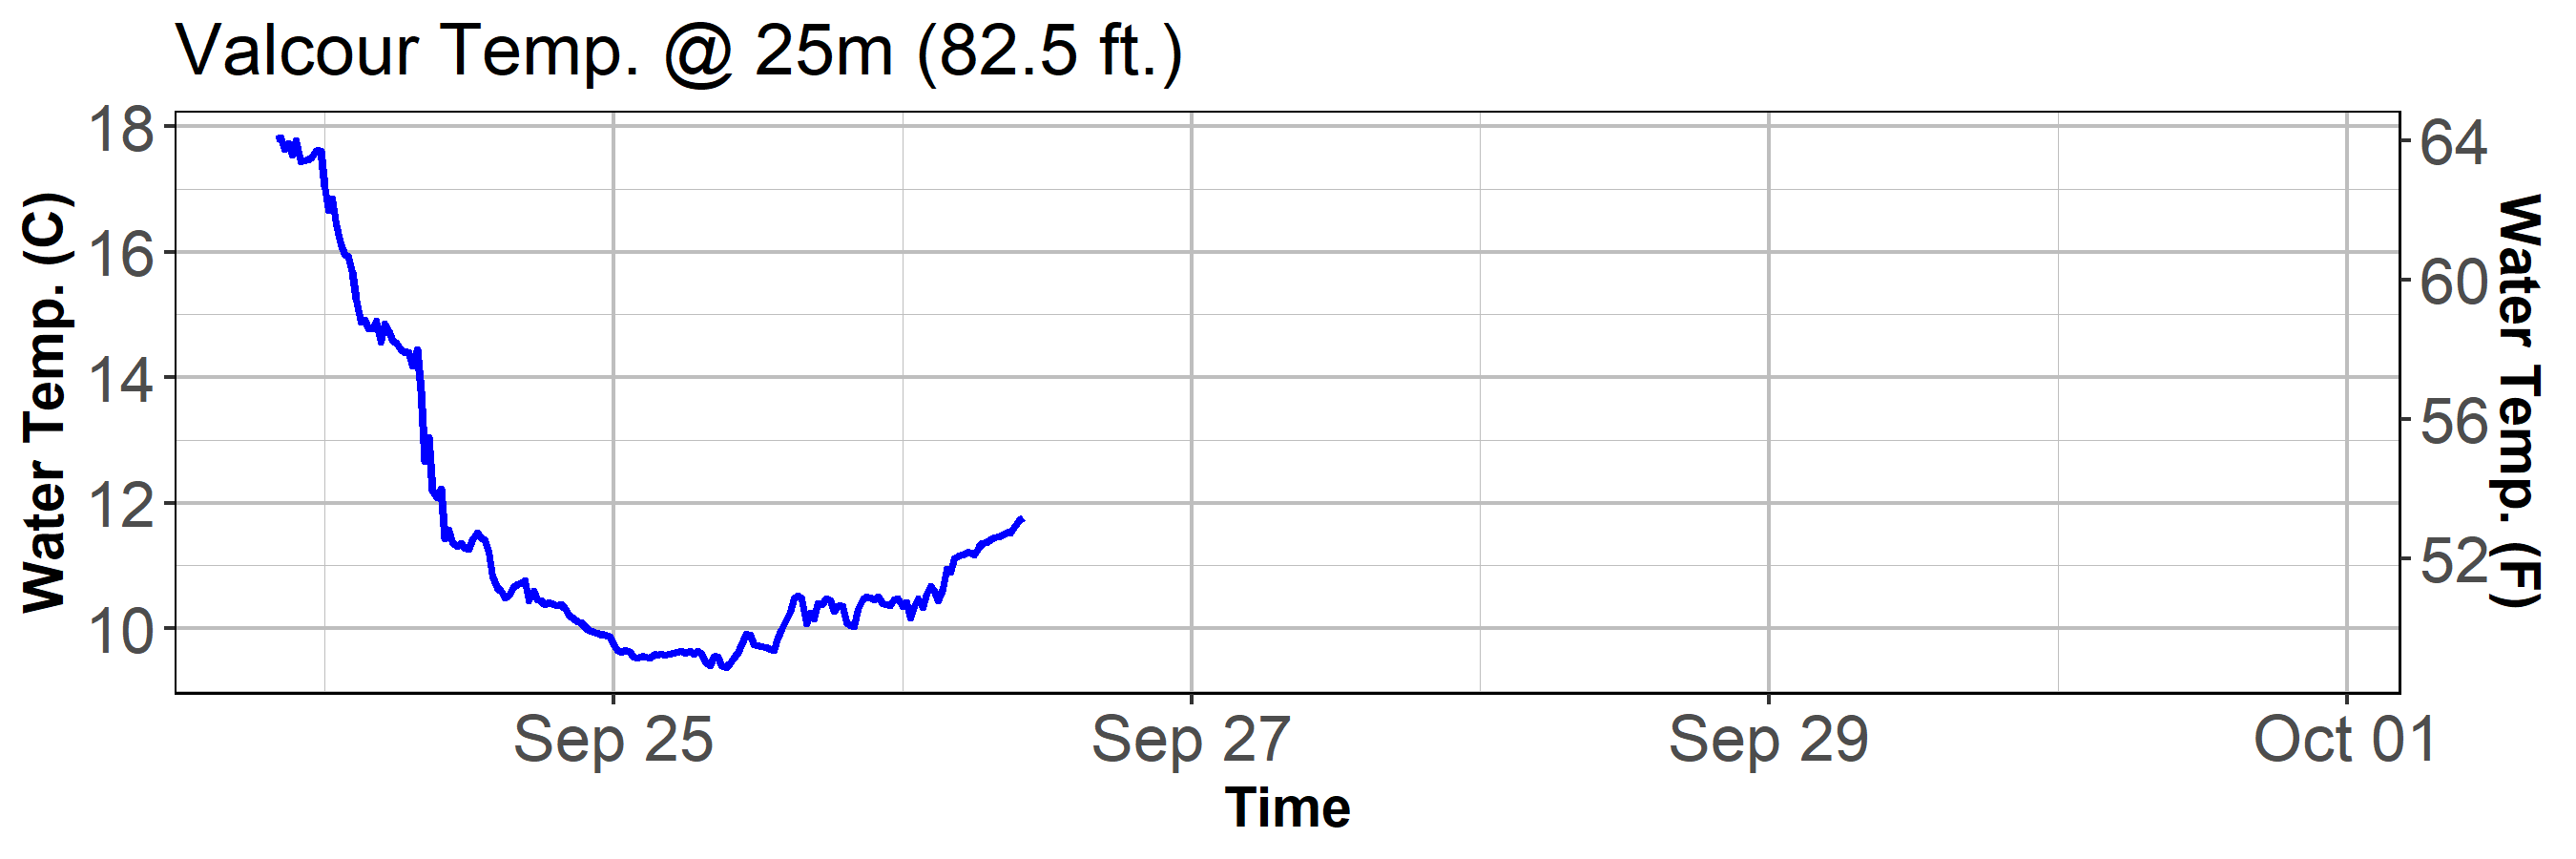 Valcour Temp. @ 25m (82.5 ft.)
Water Temp. (C)
18
16
14
12
10
64
60
56
52
Water Temp. (F)
Sep 25
Sep 27
Sep 29
Oct 01
Time